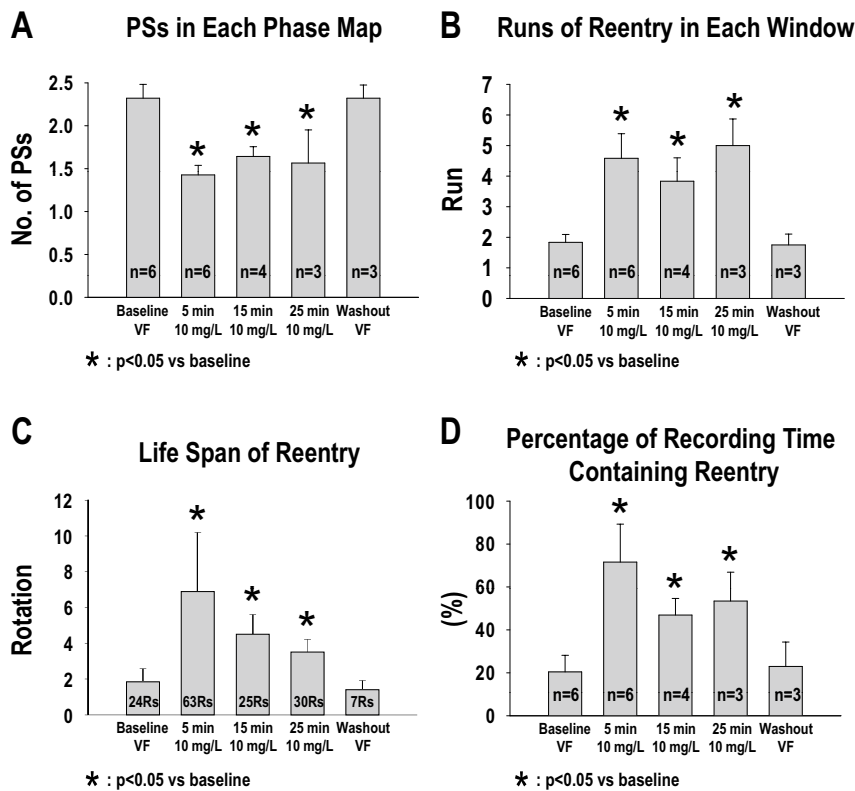 A PSs in Each Phase Map
No. of PSs
2.5
2.0
1.5
1.0
0.5
0.0
n=6 n=6 n=4 n=3 n=3
Baseline 5 min 15 min 25 min Washout
VF 10 mg/L 10 mg/L 10 mg/L VF
* * *
* : p<0.05 vs baseline
B Runs of Reentry in Each Window
Run
7
6
5
4
3
2
1
0
* * *
n=6 n=6 n=4 n=3 n=3
Baseline 5 min 15 min 25 min Washout
VF 10 mg/L 10 mg/L 10 mg/L VF
* : p<0.05 vs baseline
C Life Span of Reentry
Rotation
12
10
8
6
4
2
0
* * *
24Rs 63Rs 25Rs 30Rs 7Rs
Baseline 5 min 15 min 25 min Washout
VF 10 mg/L 10 mg/L 10 mg/L VF
* : p<0.05 vs baseline
D Percentage of Recording Time
Containing Reentry
(%)
100
80
60
40
20
0
* * *
n=6 n=6 n=4 n=3 n=3
Baseline 5 min 15 min 25 min Washout
VF 10 mg/L 10 mg/L 10 mg/L VF
* : p<0.05 vs baseline